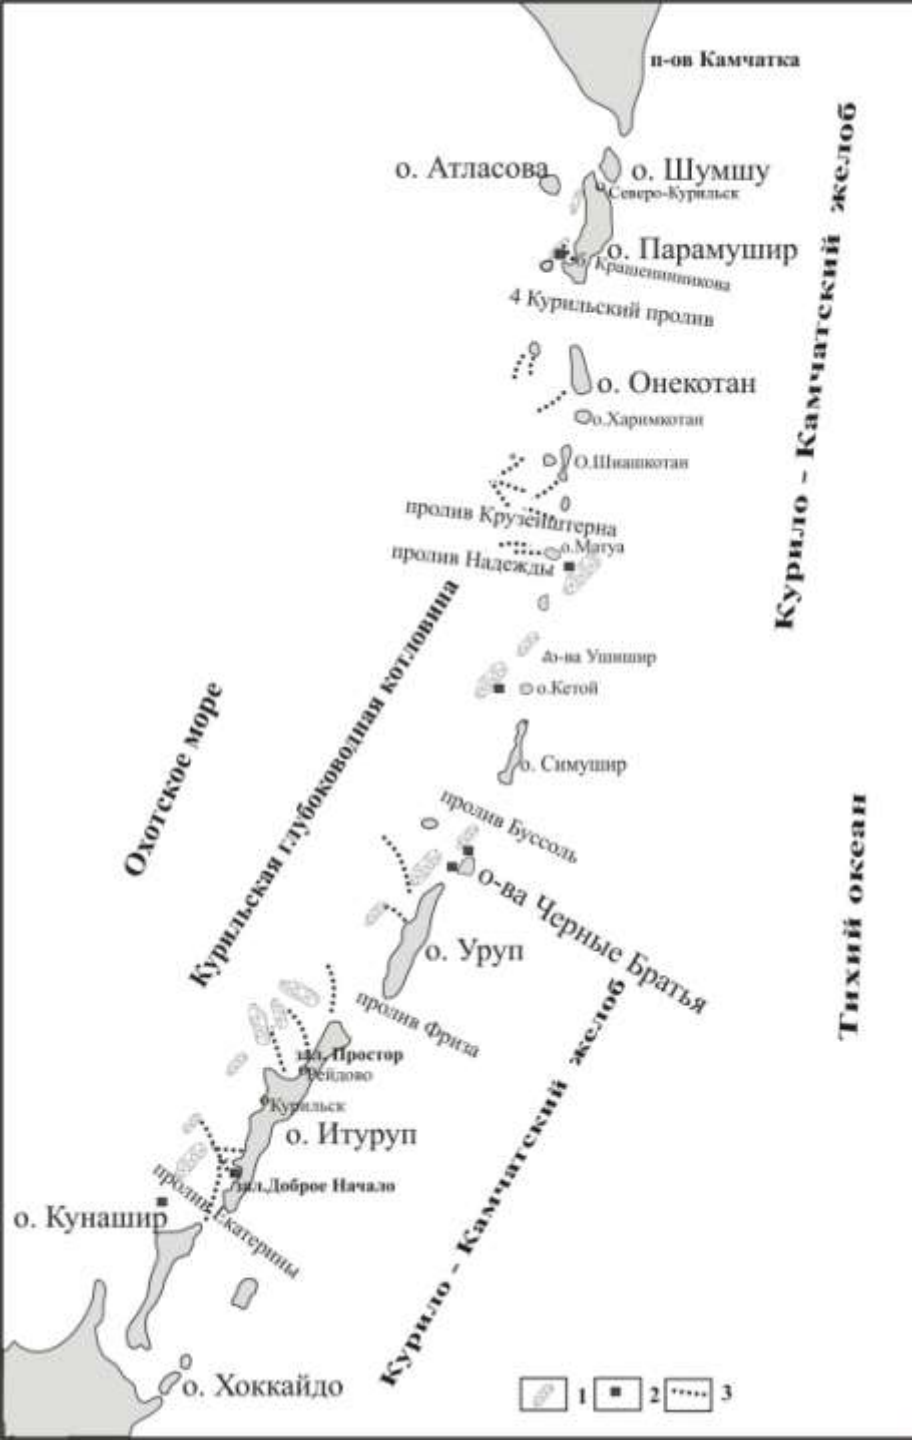 п-ов Камчатка
о. Атласова
о. Шумшу
Северо-Курильск
о. Парамушир
зб. Крашенинникова
4 Курильский пролив
о. Онекотан
о.Харимкотан
О.Шиашкотан
пролив Крузенштерна
о.Матуа
пролив Надежды
о-ва Ушишир
о.Кетой
о. Симушир
пролив Буссоль
о-ва Черные Братья
о. Уруп
пролив Фриза
зал. Простор
Рейдово
Курильск
о. Итуруп
зал.Доброе Начало
пролив Екатерины
о. Кунашир
о. Хоккайдо
Охотское море
Курильская глубоководная котловина
Курило - Камчатский желоб
Курило - Камчатский желоб
Тихий океан
1
2
3